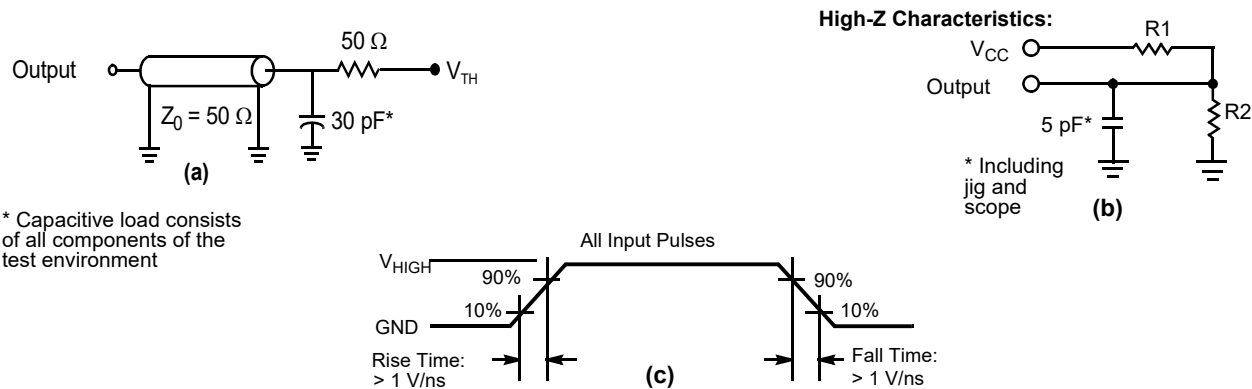 Output
50 Ω
V_TH
Z_0 = 50 Ω
30 pF*
(a)
* Capacitive load consists
of all components of the
test environment
High-Z Characteristics:
V_CC
R1
Output
R2
5 pF*
* Including
jig and
scope
(b)
All Input Pulses
V_HIGH
90%
90%
10%
10%
GND
Rise Time:
> 1 V/ns
(c)
Fall Time:
> 1 V/ns